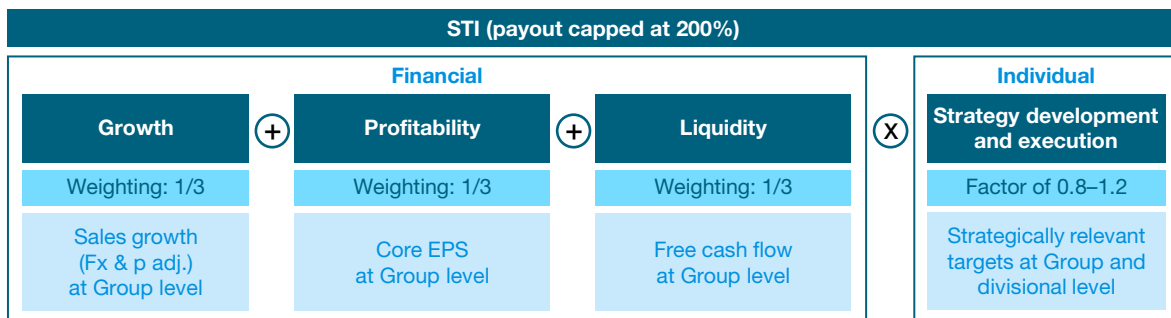 STI (payout capped at 200%)
Financial
Growth
+
Profitability
+
Liquidity
Weighting: 1/3
Weighting: 1/3
Weighting: 1/3
Sales growth
(Fx & p adj.)
at Group level
Core EPS
at Group level
Free cash flow
at Group level
x
Individual
Strategy development
and execution
Factor of 0.8–1.2
Strategically relevant
targets at Group and
divisional level